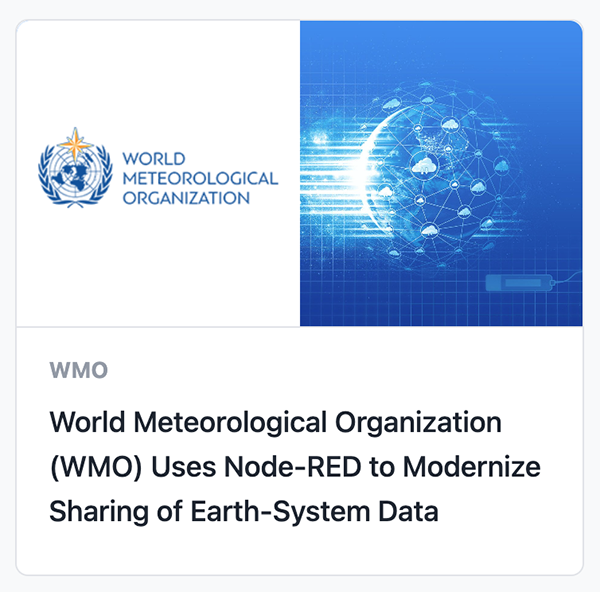 WORLD
METEOROLOGICAL
ORGANIZATION
WMO
World Meteorological Organization
(WMO) Uses Node-RED to Modernize
Sharing of Earth-System Data